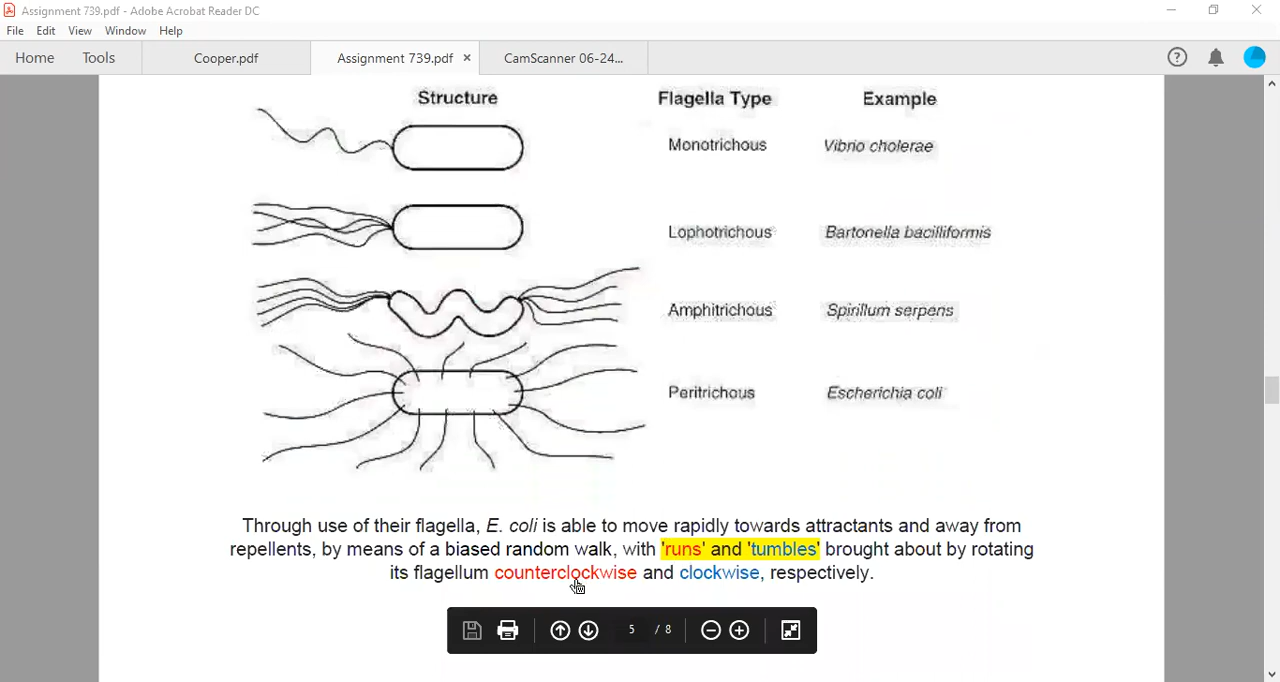 Assignment 739.pdf - Adobe Acrobat Reader DC
File Edit View Window Help
Home Tools Cooper.pdf Assignment 739.pdf × CamScanner 06-24...
Structure Flagella Type Example
Monotrichous Vibrio cholerae
Lophotrichous Bartonella bacilliformis
Amphitrichous Spirillum serpens
Peritrichous Escherichia coli
Through use of their flagella, E. coli is able to move rapidly towards attractants and away from
repellents, by means of a biased random walk, with 'runs' and 'tumbles' brought about by rotating
its flagellum counterclockwise and clockwise, respectively.
5 / 8